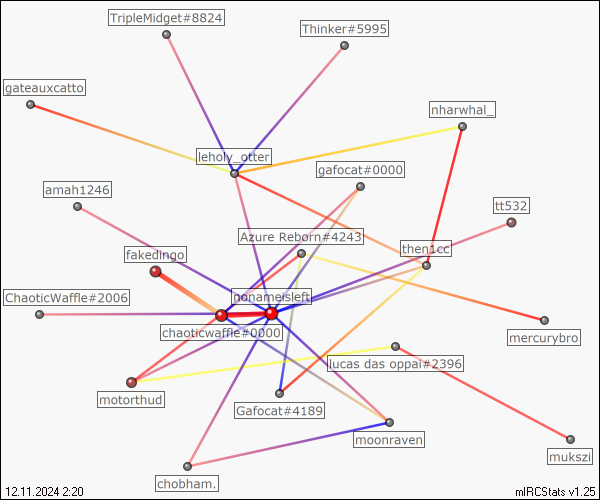 TripleMidget#8824
Thinker#5995
gateauxcatto
nharwhal_
leholy_otter
gafocat#0000
amah1246
tt532
Azure Reborn#4243
then1cc
fakedingo
nonameisleft
ChaoticWaffle#2006
chaoticwaffle#0000
mercurybro
lucas das oppai#2396
motorthud
Gafocat#4189
moonraven
mukszi
chobham.
12.11.2024 2:20
mIRCStats v1.25